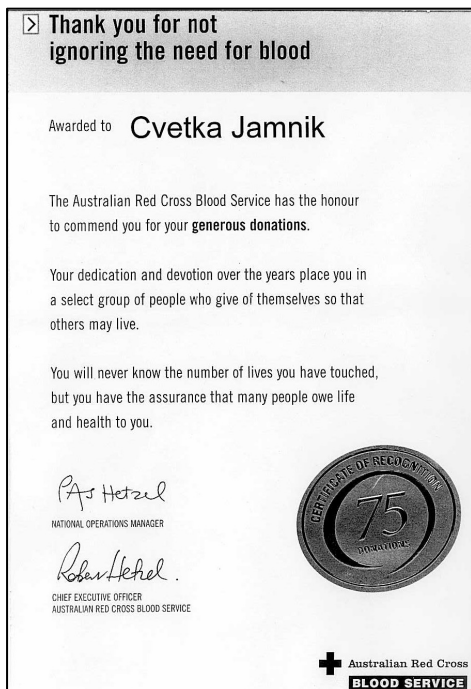 Thank you for not
ignoring the need for blood
Awarded to Cvetka Jamnik
The Australian Red Cross Blood Service has the honour
to commend you for your generous donations.
Your dedication and devotion over the years place you in
a select group of people who give of themselves so that
others may live.
You will never know the number of lives you have touched,
but you have the assurance that many people owe life
and health to you.
PAJ Hetzel
NATIONAL OPERATIONS MANAGER
Robert Hetzel.
CHIEF EXECUTIVE OFFICER
AUSTRALIAN RED CROSS BLOOD SERVICE
CERTIFICATE OF RECOGNITION
75
DONATIONS
Australian Red Cross
BLOOD SERVICE